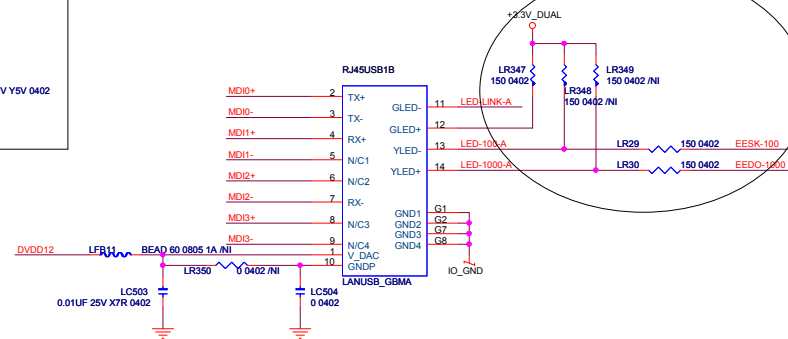 +3.3V_DUAL
V Y5V 0402
RJ45USB1B
LR347
150 0402
LR348
150 0402 /NI
LR349
150 0402 /NI
MDI0+
2
TX+
MDI0-
3
TX-
MDI1+
4
RX+
MDI1-
5
N/C1
MDI2+
6
N/C2
MDI2-
7
RX-
MDI3+
8
N/C3
MDI3-
9
N/C4
1
V_DAC
10
GNDP
GLED-
11
LED-LINK-A
GLED+
12
YLED-
13
LED-100-A
LR29
150 0402
EESK-100
YLED+
14
LED-1000-A
LR30
150 0402
EEDO-1000
GND1
G1
GND2
G2
GND3
G7
GND4
G8
IO_GND
LANUSB_GBMA
DVDD12
LFB11
BEAD 60 0805 1A /NI
LR350
0 0402 /NI
LC503
0.01UF 25V X7R 0402
LC504
0 0402